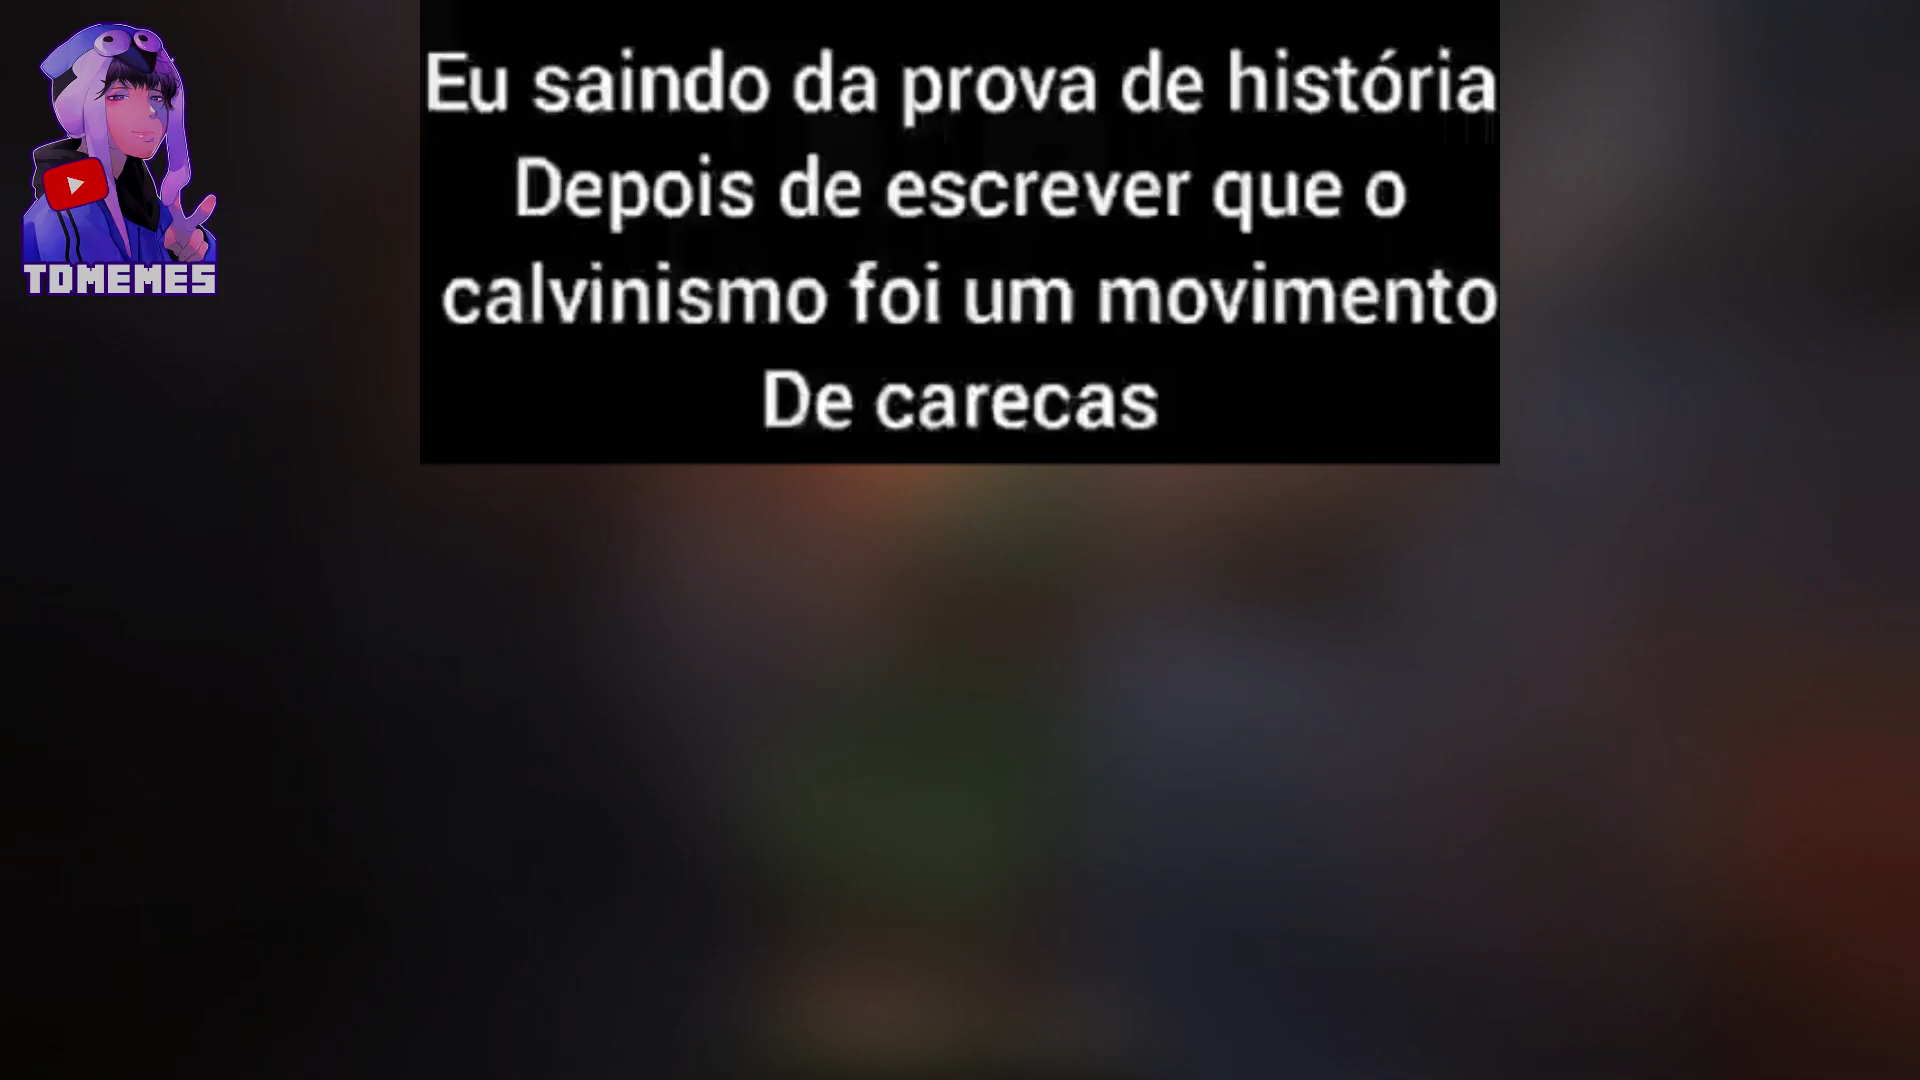 Eu saindo da prova de história
Depois de escrever que o
calvinismo foi um movimento
De carecas
TDMEMES